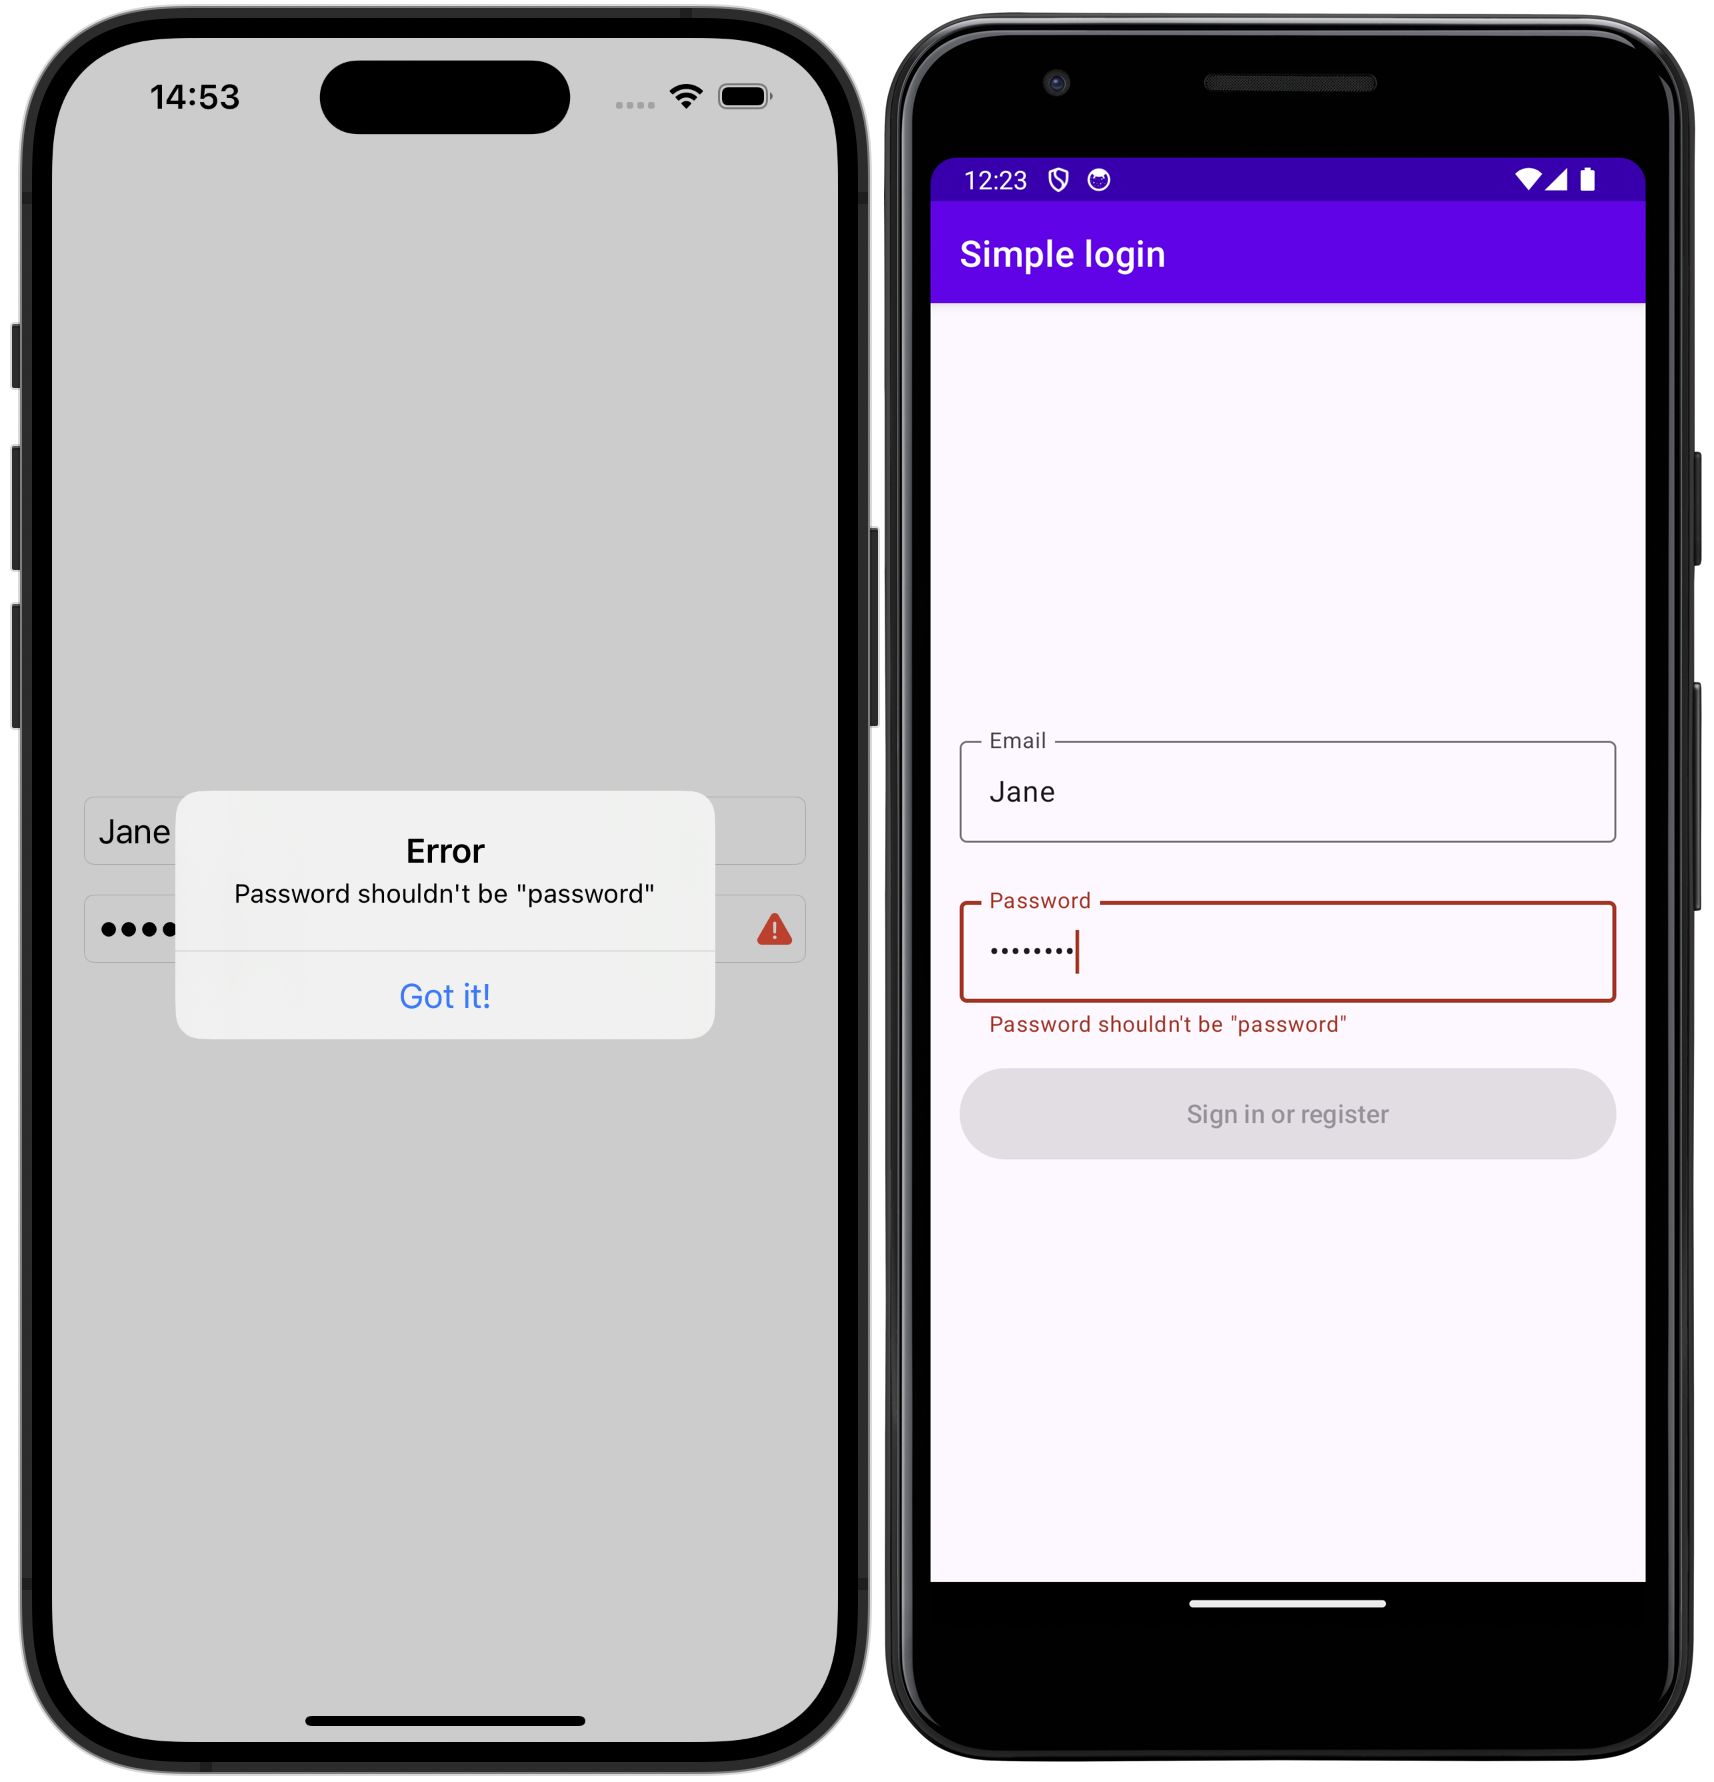 14:53
Jane
••••
Error
Password shouldn't be "password"
Got it!
12:23
Simple login
Email
Jane
Password
••••••••
Password shouldn't be "password"
Sign in or register